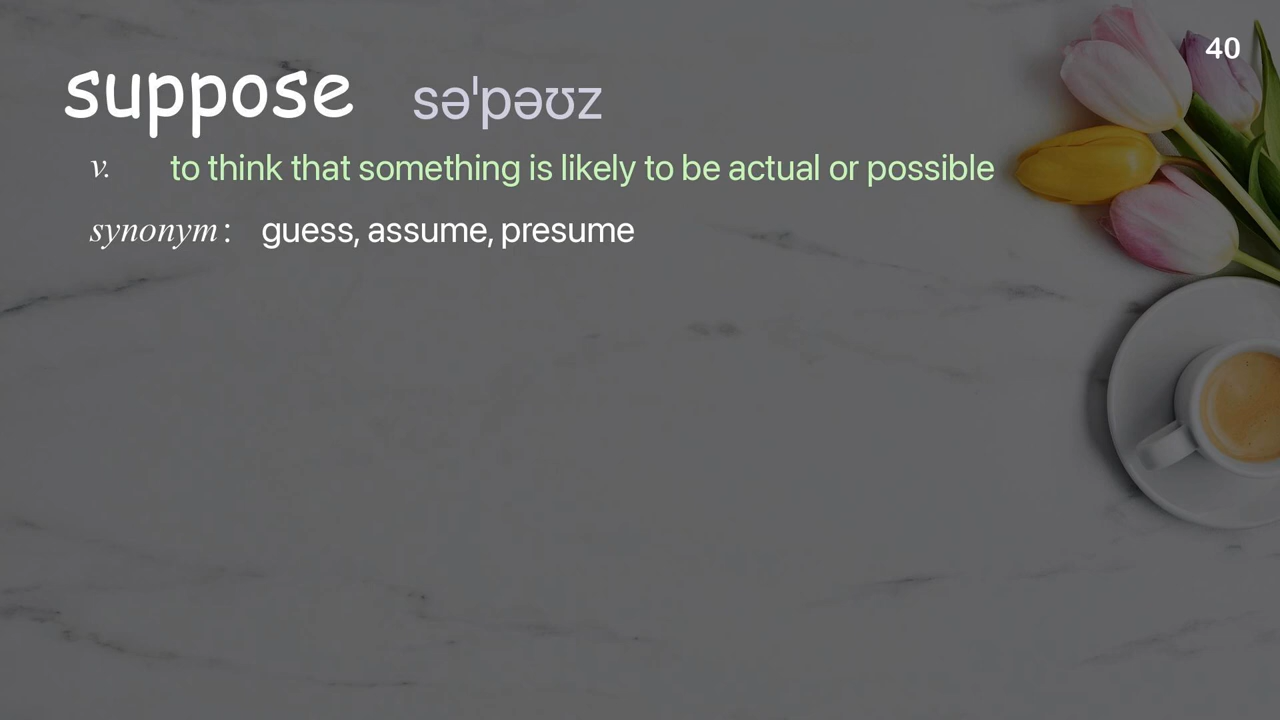 40
suppose səˈpəʊz
v. to think that something is likely to be actual or possible
synonym : guess, assume, presume